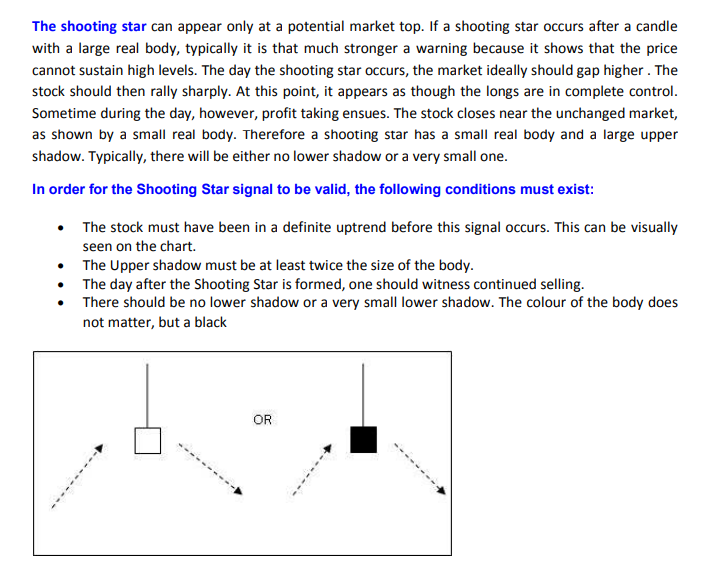 The shooting star can appear only at a potential market top. If a shooting star occurs after a candle
with a large real body, typically it is that much stronger a warning because it shows that the price
cannot sustain high levels. The day the shooting star occurs, the market ideally should gap higher . The
stock should then rally sharply. At this point, it appears as though the longs are in complete control.
Sometime during the day, however, profit taking ensues. The stock closes near the unchanged market,
as shown by a small real body. Therefore a shooting star has a small real body and a large upper
shadow. Typically, there will be either no lower shadow or a very small one.
In order for the Shooting Star signal to be valid, the following conditions must exist:
• The stock must have been in a definite uptrend before this signal occurs. This can be visually
seen on the chart.
• The Upper shadow must be at least twice the size of the body.
• The day after the Shooting Star is formed, one should witness continued selling.
• There should be no lower shadow or a very small lower shadow. The colour of the body does
not matter, but a black
OR